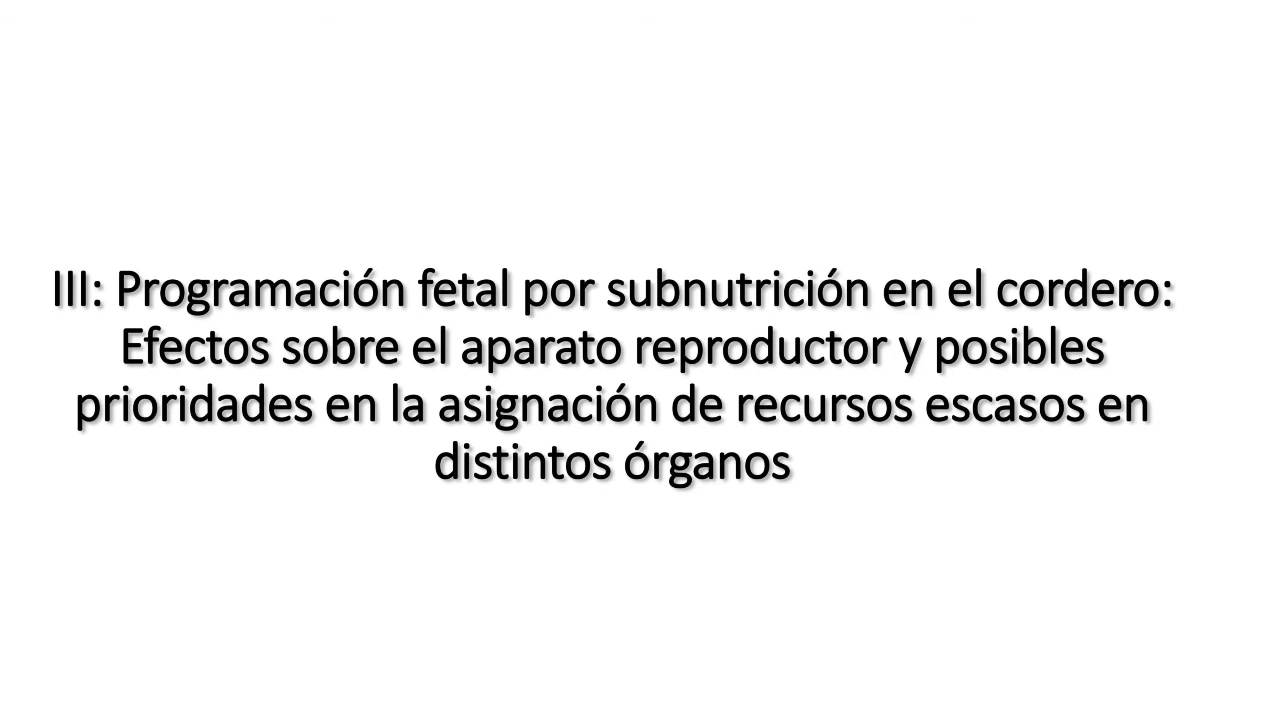 III: Programación fetal por subnutrición en el cordero:
Efectos sobre el aparato reproductor y posibles
prioridades en la asignación de recursos escasos en
distintos órganos